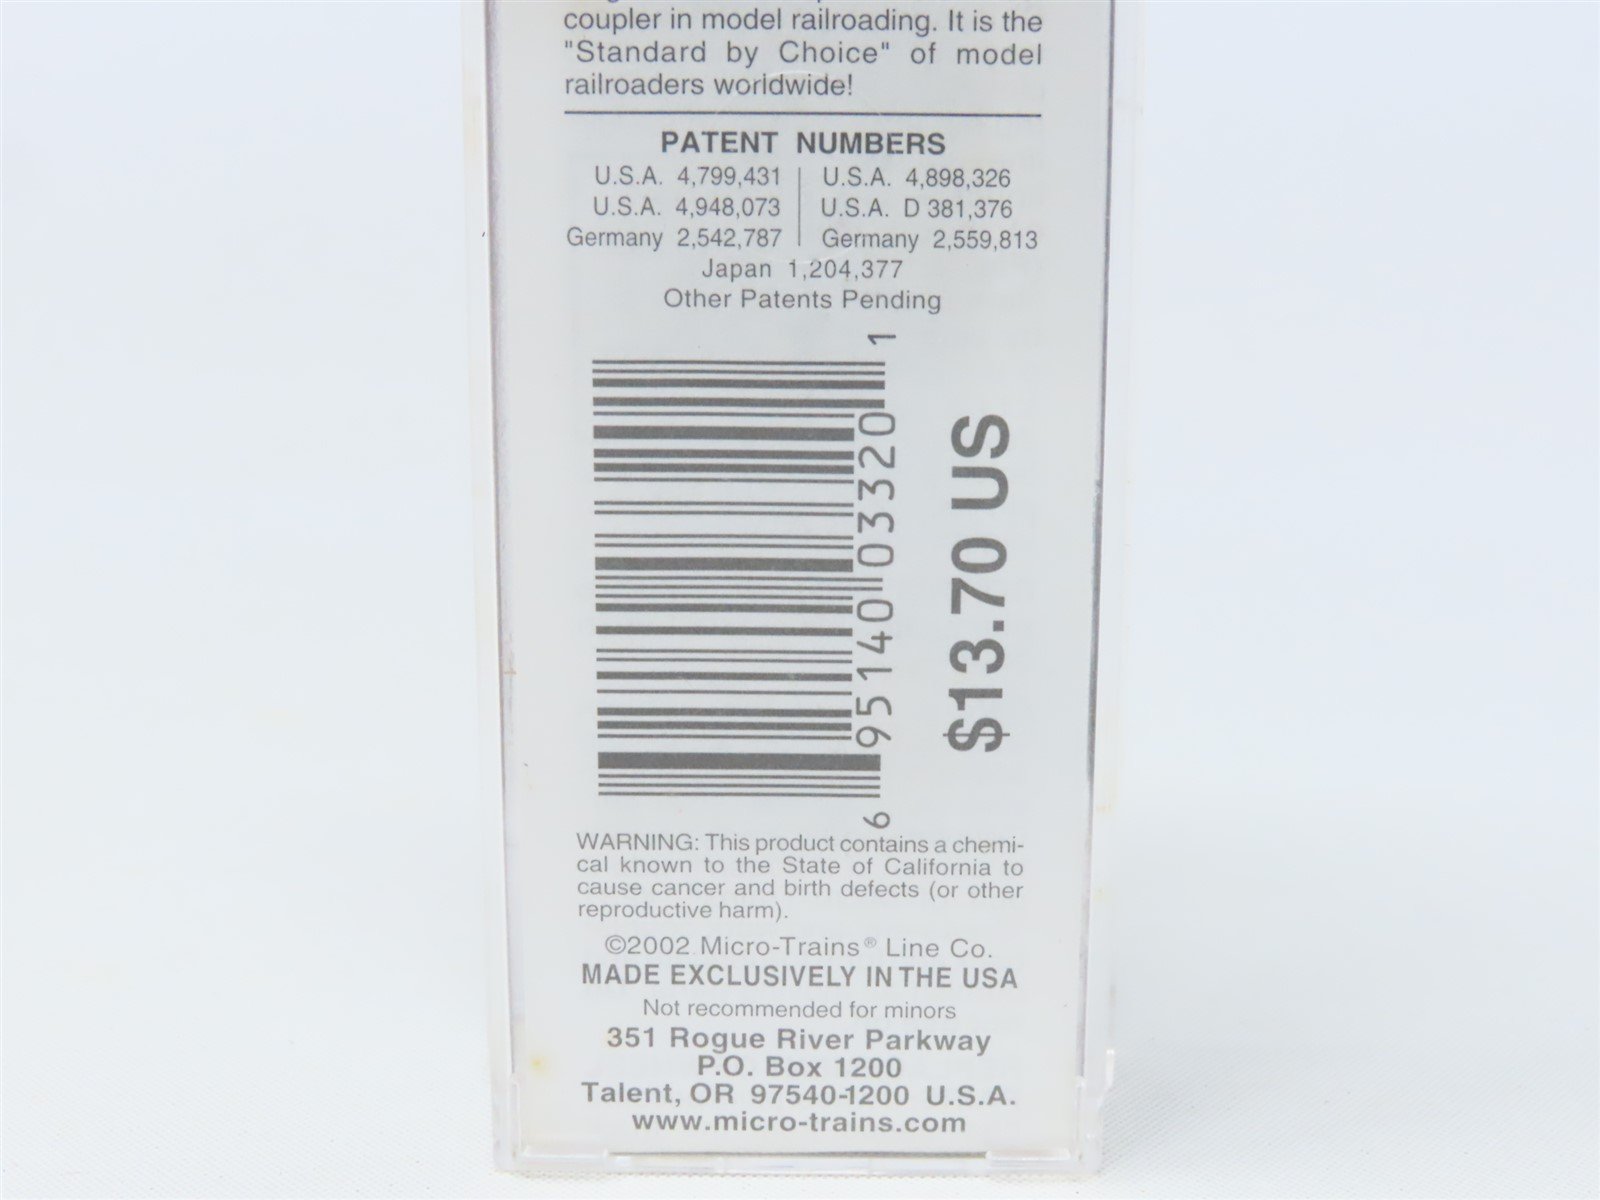 coupler in model railroading. It is the
"Standard by Choice" of model
railroaders worldwide!
PATENT NUMBERS
U.S.A. 4,799,431 | U.S.A. 4,898,326
U.S.A. 4,948,073 | U.S.A. D 381,376
Germany 2,542,787 | Germany 2,559,813
Japan 1,204,377
Other Patents Pending
6 95140 03320 1
$13.70 US
WARNING: This product contains a chemi-
cal known to the State of California to
cause cancer and birth defects (or other
reproductive harm).
©2002 Micro-Trains® Line Co.
MADE EXCLUSIVELY IN THE USA
Not recommended for minors
351 Rogue River Parkway
P.O. Box 1200
Talent, OR 97540-1200 U.S.A.
www.micro-trains.com